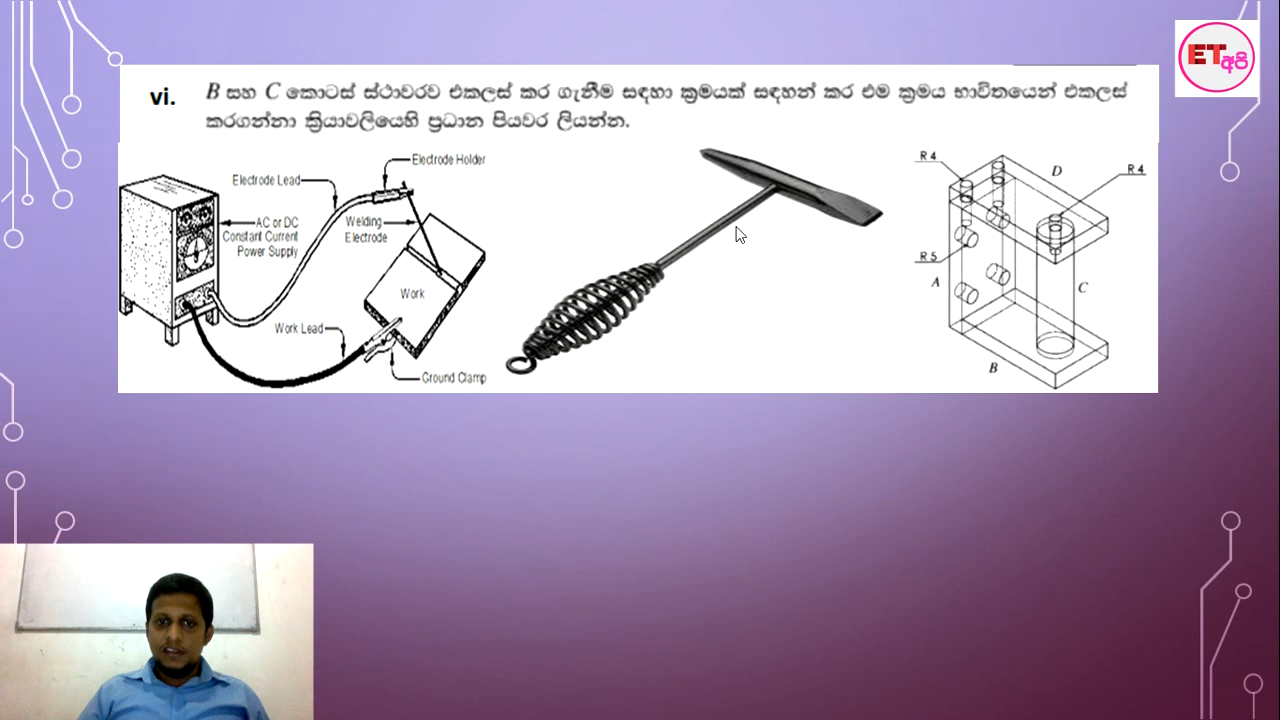 ET
අපි
vi. B සහ C කොටස් ස්ථාවරව එකලස් කර ගැනීම සඳහා ක්‍රමයක් සඳහන් කර එම ක්‍රමය භාවිතයෙන් එකලස්
කරගන්නා ක්‍රියාවලියෙහි ප්‍රධාන පියවර ලියන්න.
Electrode Holder
Electrode Lead
AC or DC
Constant Current
Power Supply
Welding
Electrode
Work
Work Lead
Ground Clamp
R 4
D
R 4
R 5
A
C
B